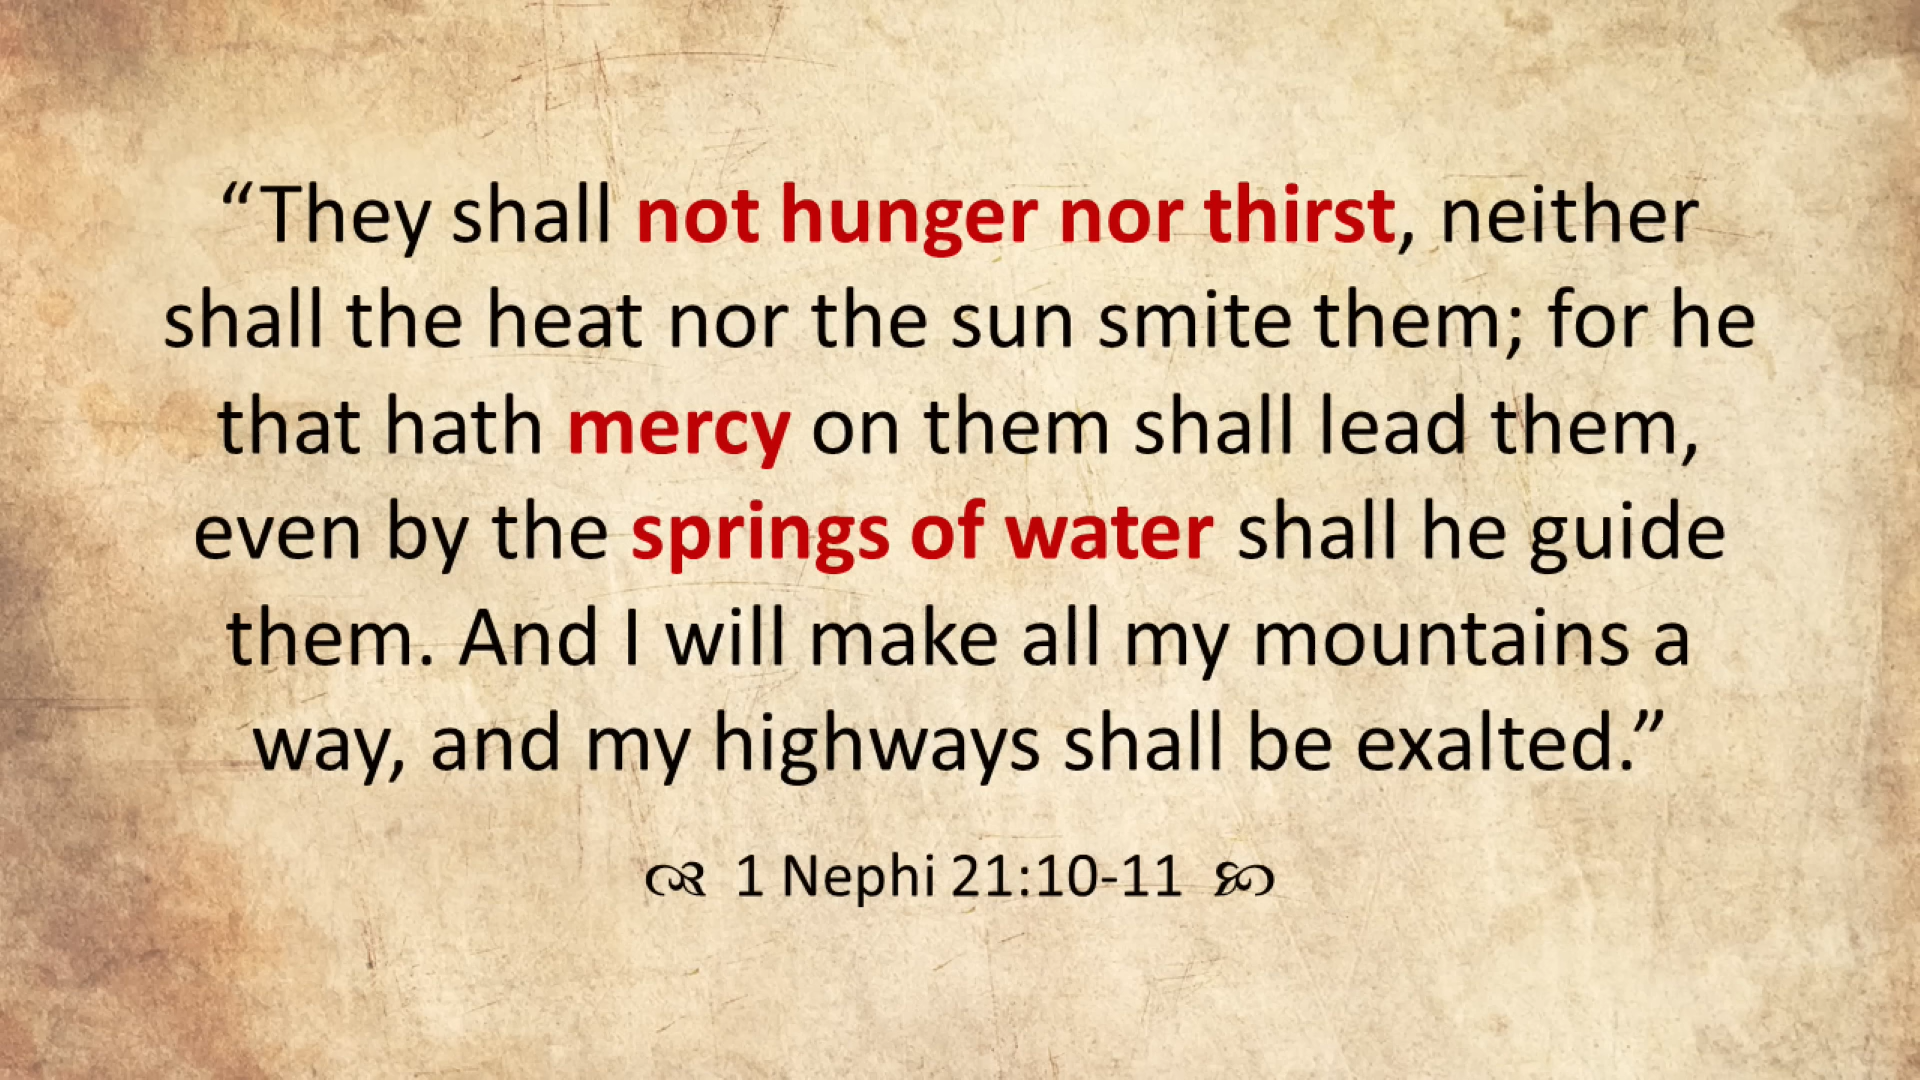 “They shall not hunger nor thirst, neither
shall the heat nor the sun smite them; for he
that hath mercy on them shall lead them,
even by the springs of water shall he guide
them. And I will make all my mountains a
way, and my highways shall be exalted.”
1 Nephi 21:10-11